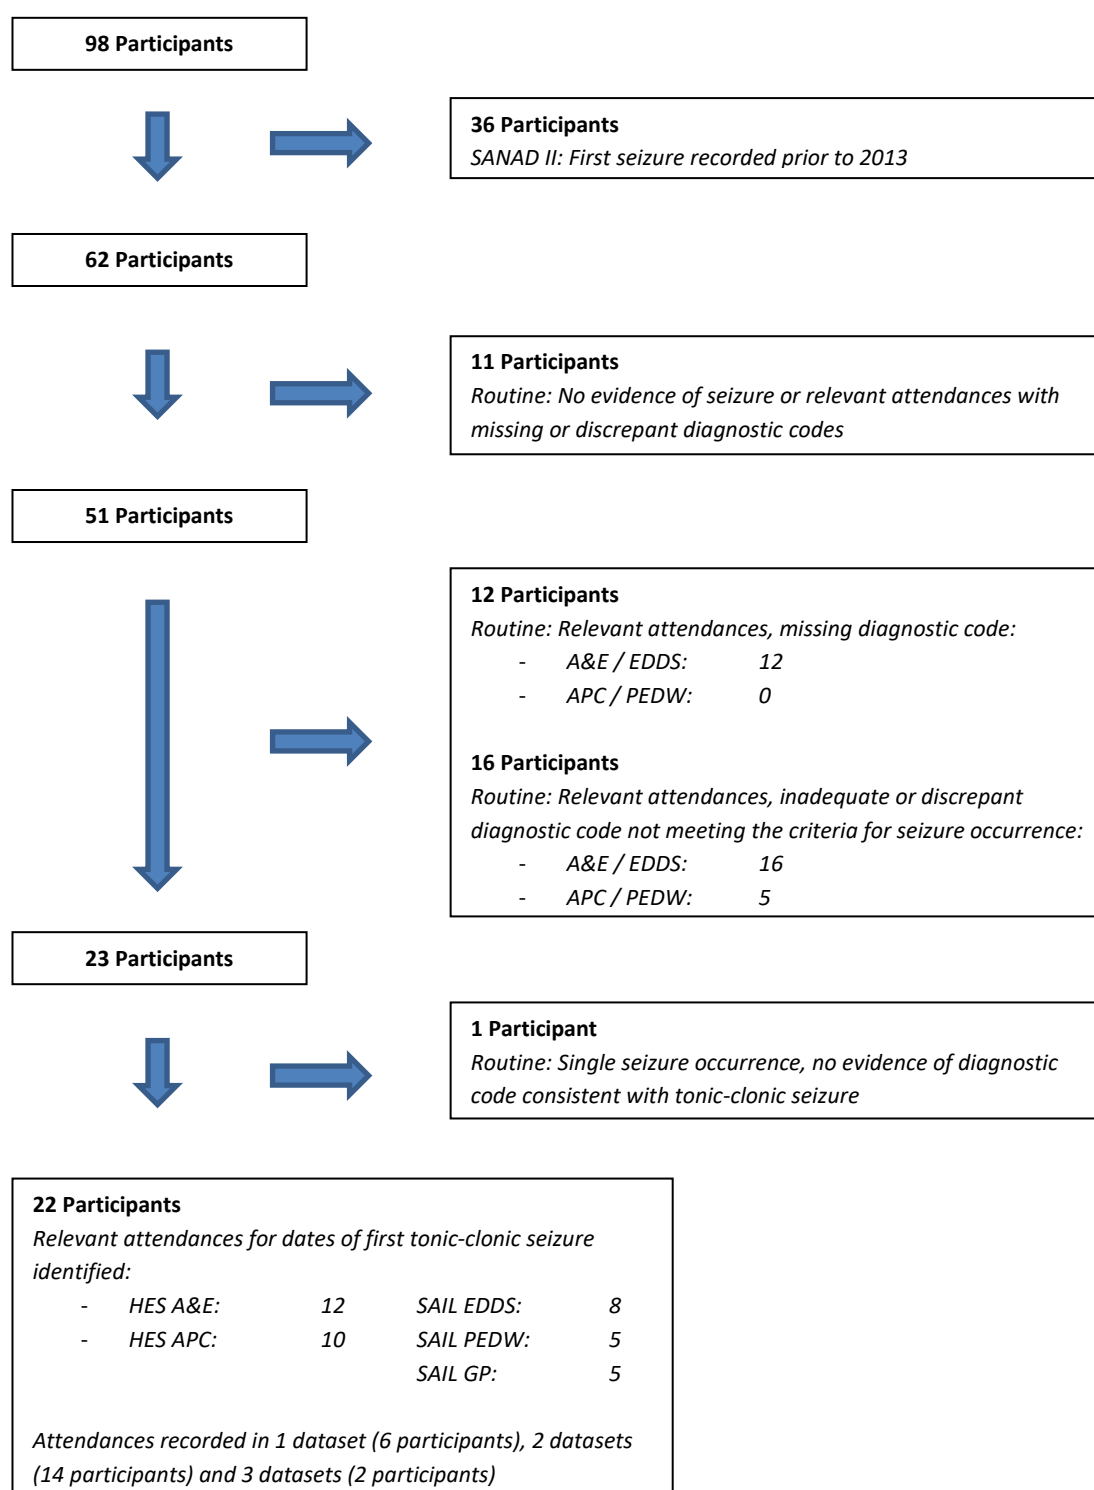 98 Participants
36 Participants
SANAD II: First seizure recorded prior to 2013
62 Participants
11 Participants
Routine: No evidence of seizure or relevant attendances with
missing or discrepant diagnostic codes
51 Participants
12 Participants
Routine: Relevant attendances, missing diagnostic code:
- A&E / EDDS: 12
- APC / PEDW: 0
16 Participants
Routine: Relevant attendances, inadequate or discrepant
diagnostic code not meeting the criteria for seizure occurrence:
- A&E / EDDS: 16
- APC / PEDW: 5
23 Participants
1 Participant
Routine: Single seizure occurrence, no evidence of diagnostic
code consistent with tonic-clonic seizure
22 Participants
Relevant attendances for dates of first tonic-clonic seizure
identified:
- HES A&E: 12 SAIL EDDS: 8
- HES APC: 10 SAIL PEDW: 5
SAIL GP: 5
Attendances recorded in 1 dataset (6 participants), 2 datasets
(14 participants) and 3 datasets (2 participants)